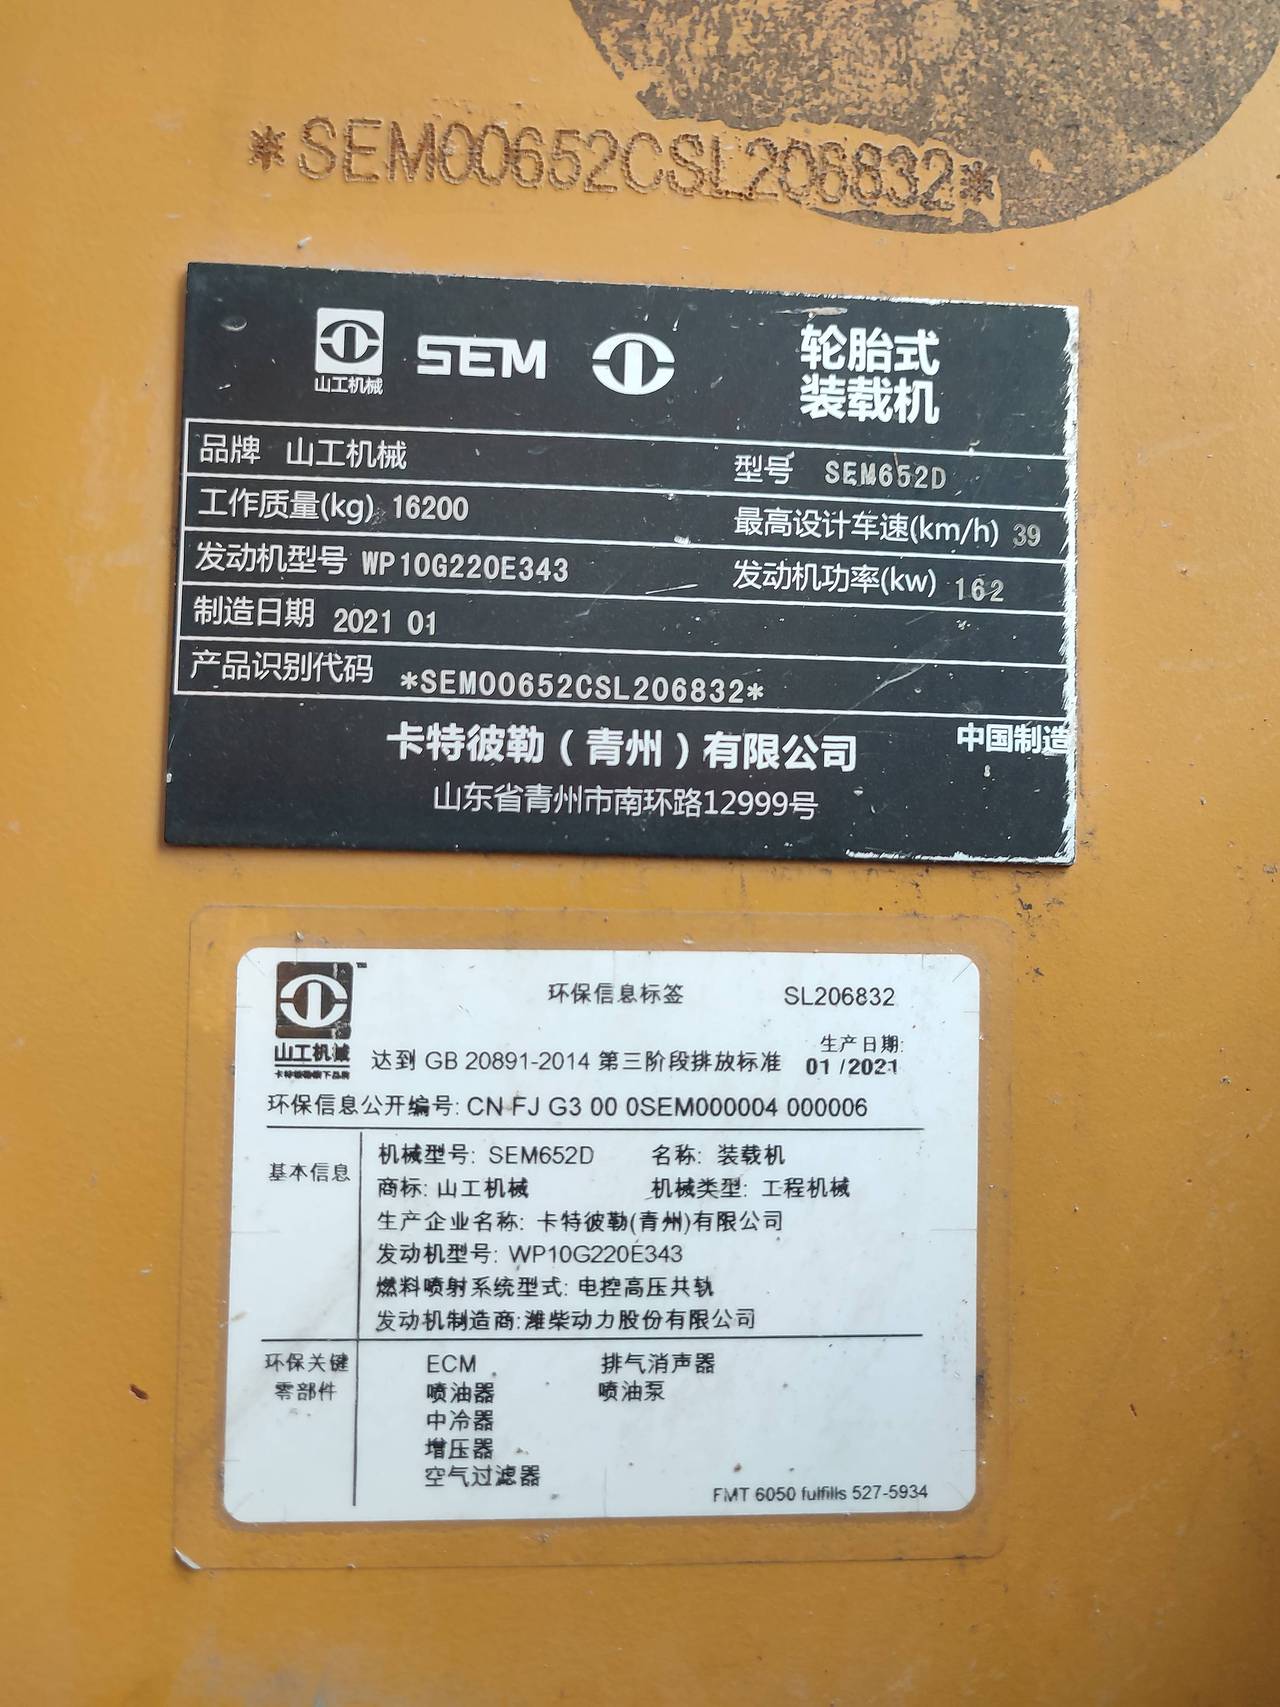 *SEM00652CSL206832*
山工机械
SEM
轮胎式
装载机
品牌 山工机械
型号 SEM652D
工作质量(kg) 16200
最高设计车速(km/h) 39
发动机型号 WP10G220E343
发动机功率(kw) 162
制造日期 2021 01
产品识别代码 *SEM00652CSL206832*
卡特彼勒（青州）有限公司
中国制造
山东省青州市南环路12999号
山工机械
卡特彼勒旗下品牌
TM
环保信息标签
SL206832
达到 GB 20891-2014 第三阶段排放标准
生产日期:
01 /2021
环保信息公开编号: CN FJ G3 00 0SEM000004 000006
基本信息
机械型号: SEM652D 名称: 装载机
商标: 山工机械 机械类型: 工程机械
生产企业名称: 卡特彼勒(青州)有限公司
发动机型号: WP10G220E343
燃料喷射系统型式: 电控高压共轨
发动机制造商:潍柴动力股份有限公司
环保关键
零部件
ECM 排气消声器
喷油器 喷油泵
中冷器
增压器
空气过滤器
FMT 6050 fulfills 527-5934